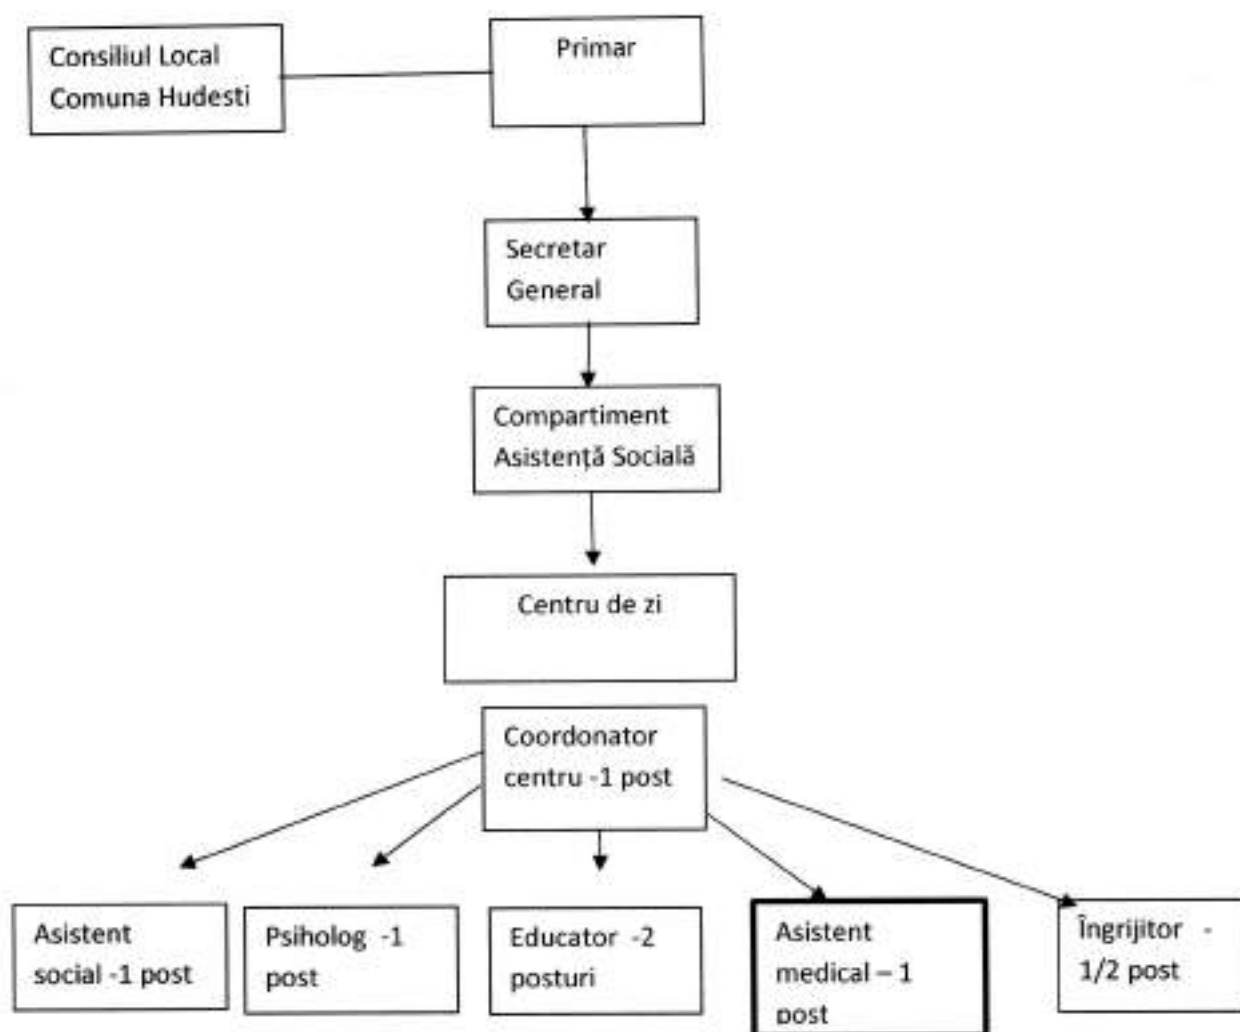 Consiliul Local
Comuna Hudesti
Primar
Secretar
General
Compartiment
Asistență Socială
Centru de zi
Coordonator
centru -1 post
Asistent
social -1 post
Psiholog -1
post
Educator -2
posturi
Asistent
medical – 1
post
Îngrijitor -
1/2 post